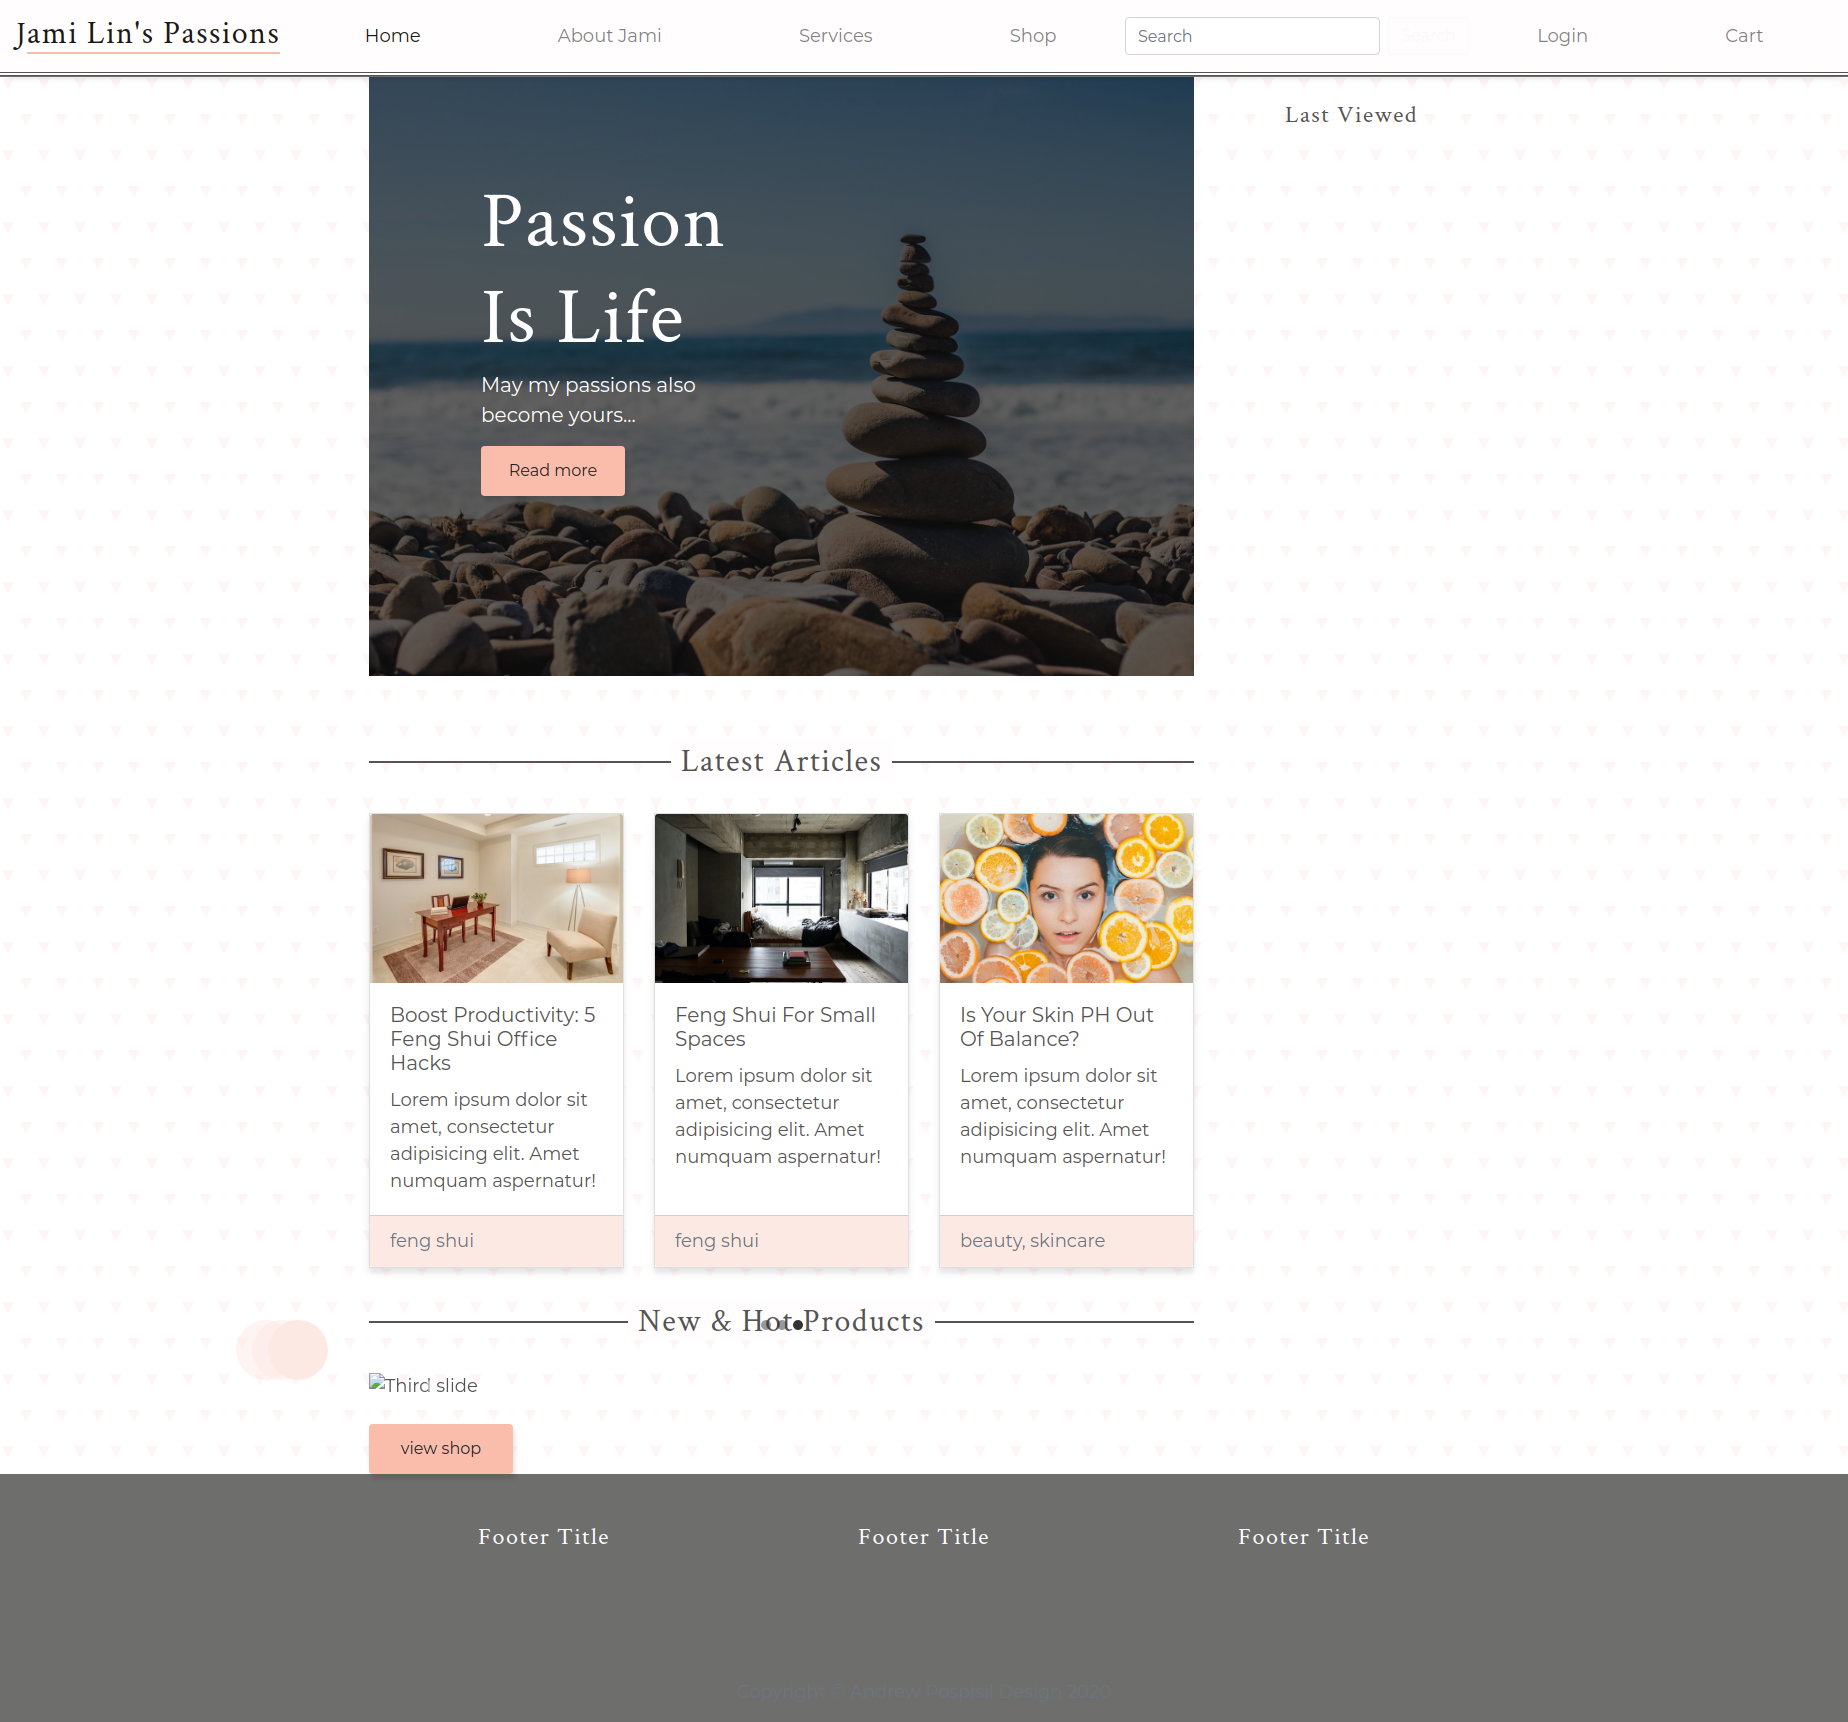 Jami Lin's Passions
Home
About Jami
Services
Shop
Search
Search
Login
Cart
Last Viewed
Passion
Is Life
May my passions also
become yours...
Read more
Latest Articles
Boost Productivity: 5
Feng Shui Office
Hacks
Lorem ipsum dolor sit
amet, consectetur
adipisicing elit. Amet
numquam aspernatur!
feng shui
Feng Shui For Small
Spaces
Lorem ipsum dolor sit
amet, consectetur
adipisicing elit. Amet
numquam aspernatur!
feng shui
Is Your Skin PH Out
Of Balance?
Lorem ipsum dolor sit
amet, consectetur
adipisicing elit. Amet
numquam aspernatur!
beauty, skincare
New & Hot Products
Third slide
view shop
Footer Title
Footer Title
Footer Title
Copyright © Andrew Pospisil Design 2020